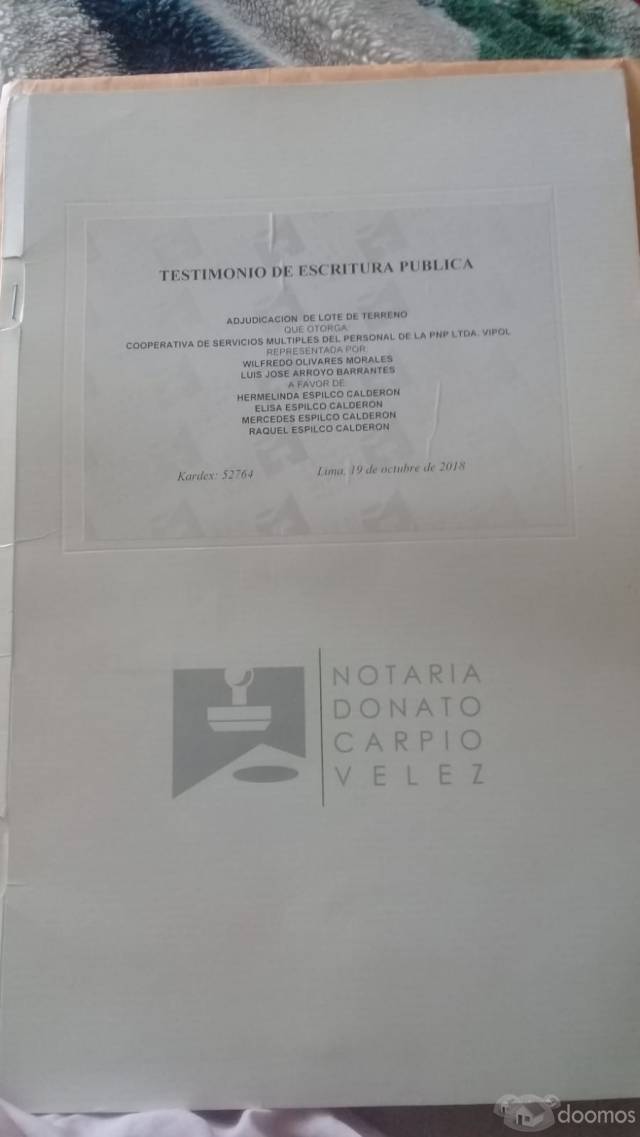 TESTIMONIO DE ESCRITURA PUBLICA
ADJUDICACION DE LOTE DE TERRENO
QUE OTORGA:
COOPERATIVA DE SERVICIOS MULTIPLES DEL PERSONAL DE LA PNP LTDA. VIPOL
REPRESENTADA POR:
WILFREDO OLIVARES MORALES
LUIS JOSE ARROYO BARRANTES
A FAVOR DE:
HERMELINDA ESPILCO CALDERON
ELISA ESPILCO CALDERON
MERCEDES ESPILCO CALDERON
RAQUEL ESPILCO CALDERON
Kardex: 52764 Lima, 19 de octubre de 2018
NOTARIA
DONATO
CARPIO
VELEZ
doomos